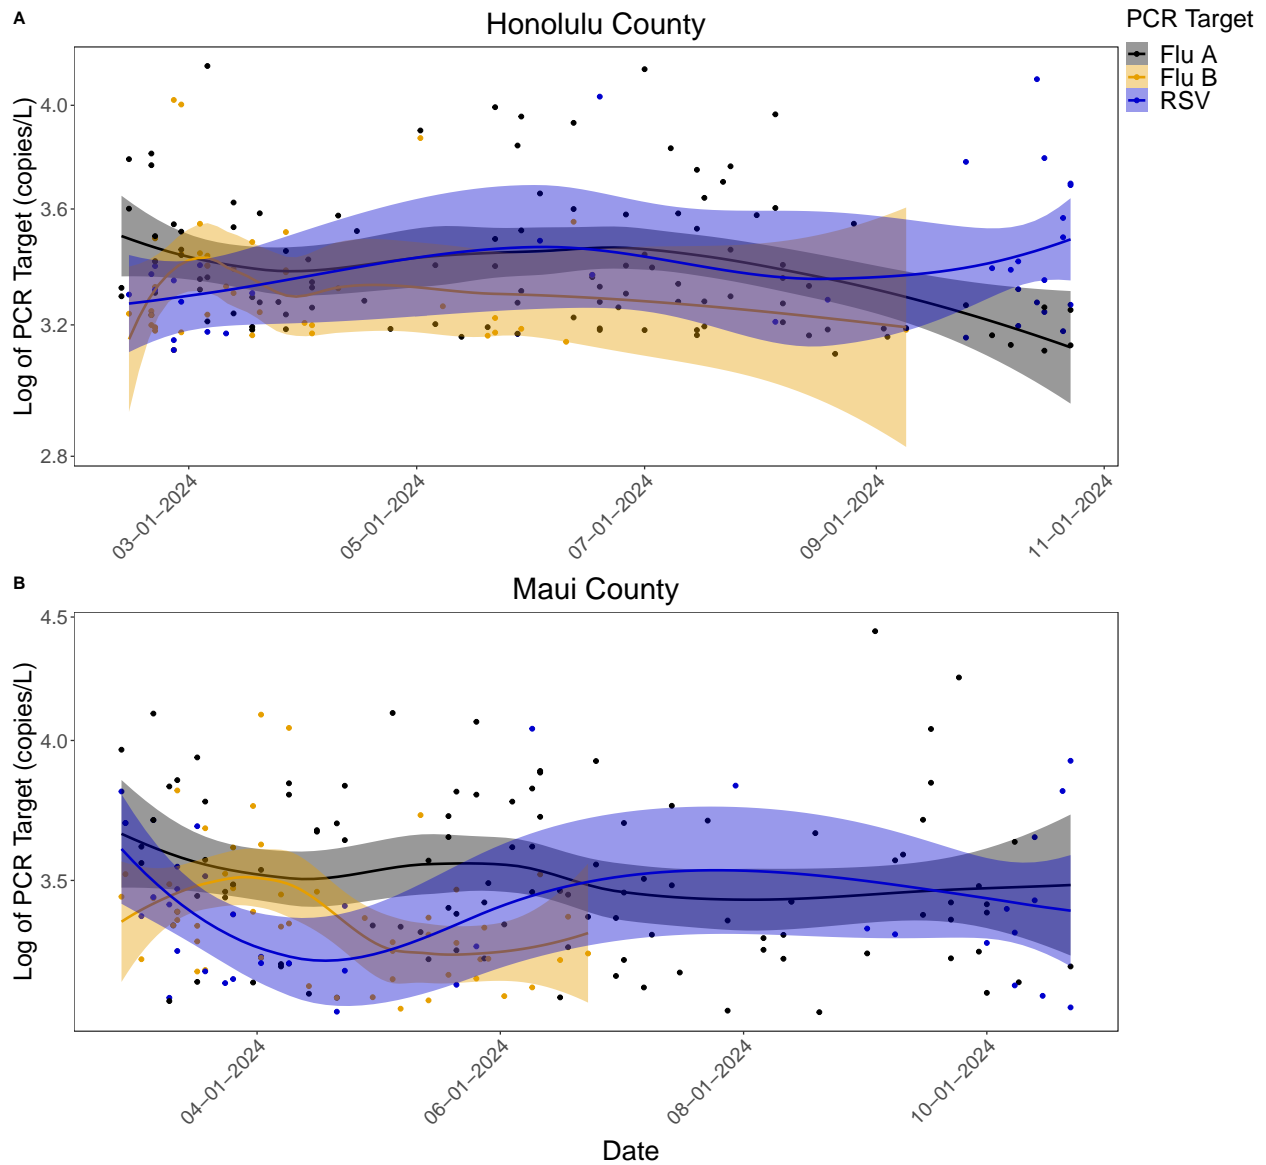 A
Honolulu County
PCR Target
Flu A
Flu B
RSV
Log of PCR Target (copies/L)
4.0
3.6
3.2
2.8
03−01−2024
05−01−2024
07−01−2024
09−01−2024
11−01−2024
B
Maui County
Log of PCR Target (copies/L)
4.5
4.0
3.5
04−01−2024
06−01−2024
08−01−2024
10−01−2024
Date